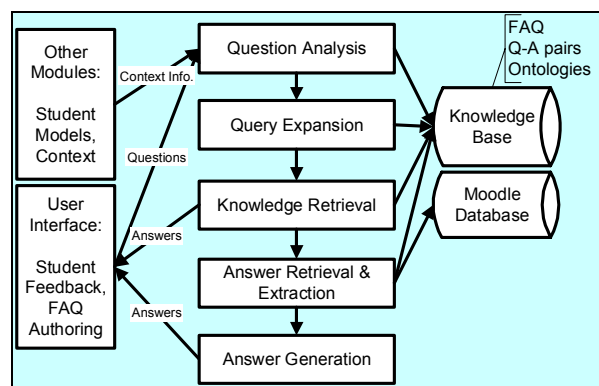 Other
Modules:
Student
Models,
Context
User
Interface:
Student
Feedback,
FAQ
Authoring
Context Info.
Questions
Answers
Answers
Question Analysis
Query Expansion
Knowledge Retrieval
Answer Retrieval &
Extraction
Answer Generation
FAQ
Q-A pairs
Ontologies
Knowledge
Base
Moodle
Database